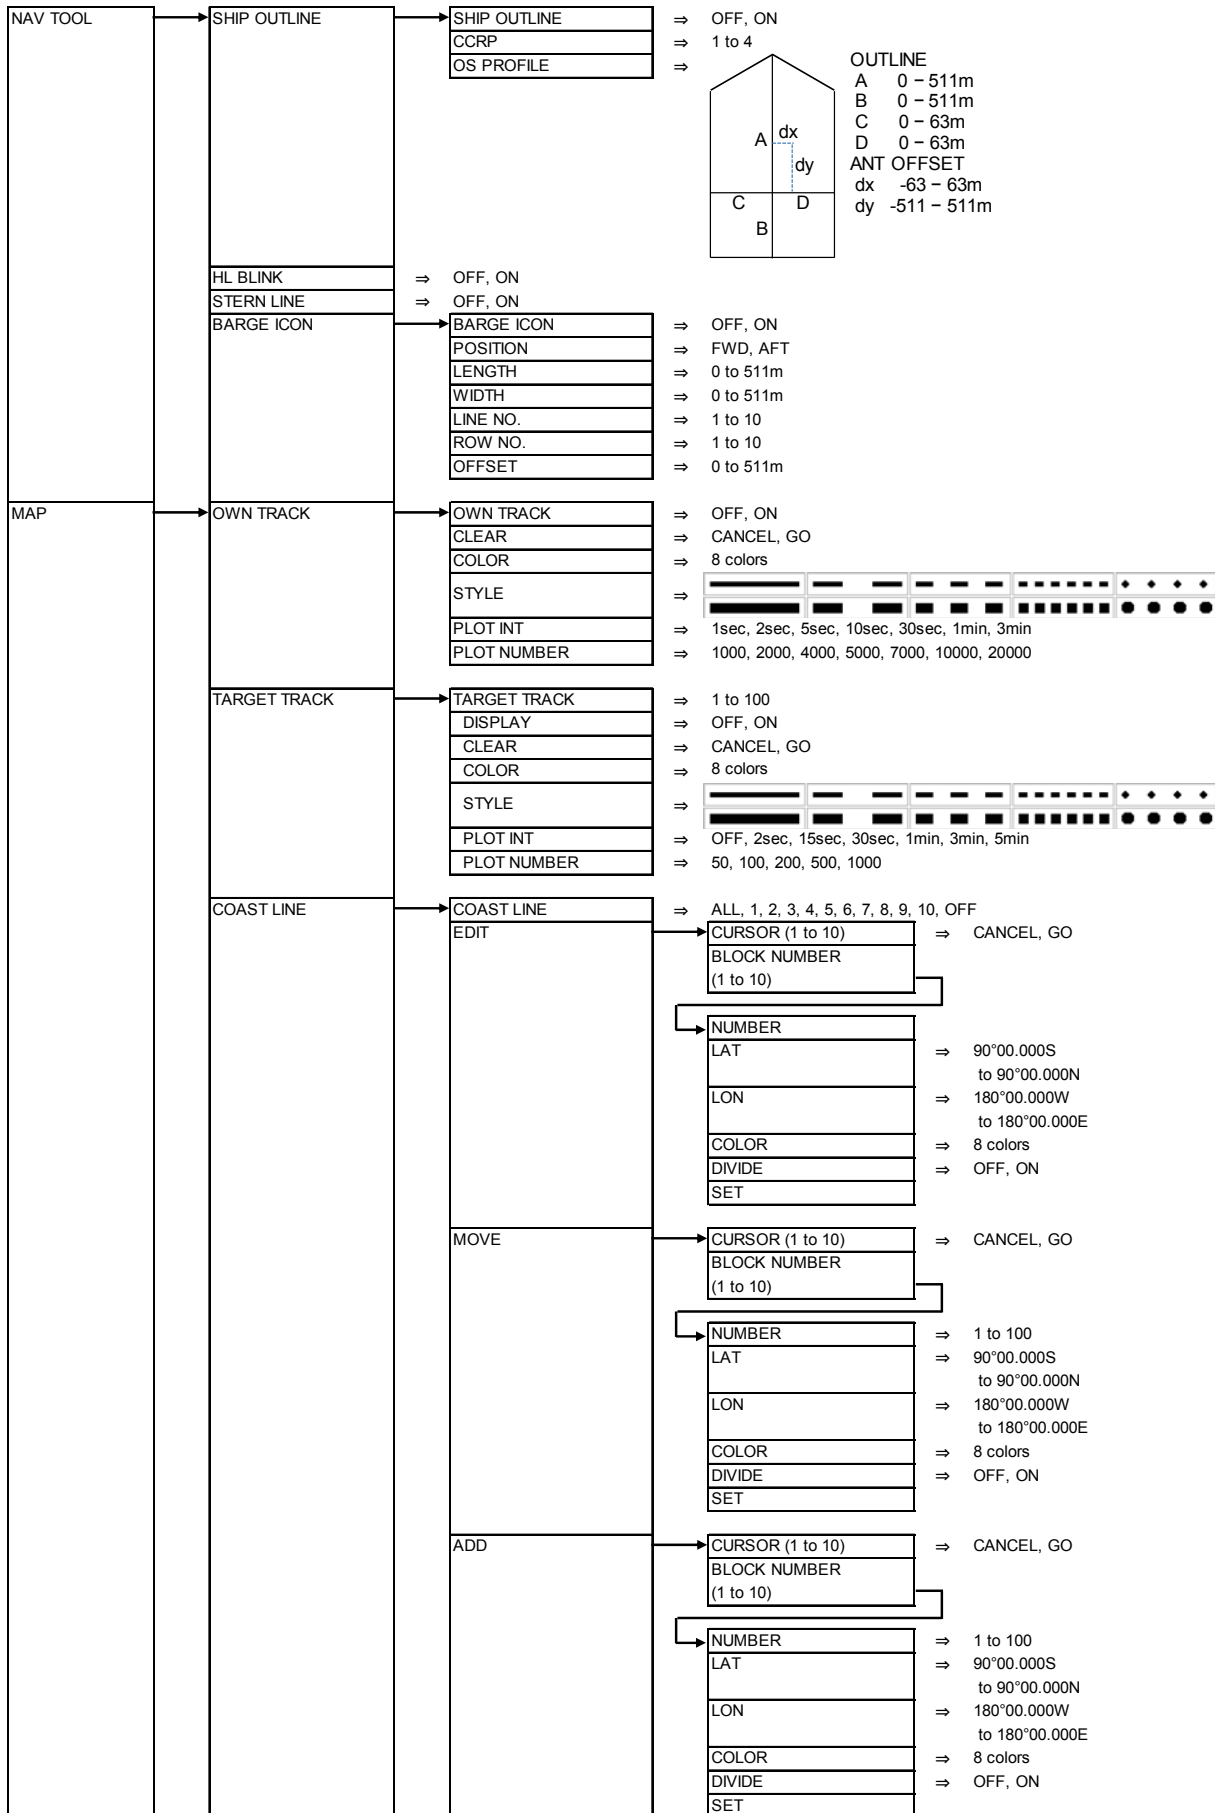 NAV TOOL SHIP OUTLINE SHIP OUTLINE ⇒ OFF, ON
CCRP ⇒ 1 to 4
OS PROFILE ⇒
OUTLINE
A 0 − 511m
B 0 − 511m
C 0 − 63m
D 0 − 63m
ANT OFFSET
dx -63 − 63m
dy -511 − 511m
A dx
dy
C D
B
HL BLINK ⇒ OFF, ON
STERN LINE ⇒ OFF, ON
BARGE ICON BARGE ICON ⇒ OFF, ON
POSITION ⇒ FWD, AFT
LENGTH ⇒ 0 to 511m
WIDTH ⇒ 0 to 511m
LINE NO. ⇒ 1 to 10
ROW NO. ⇒ 1 to 10
OFFSET ⇒ 0 to 511m
MAP OWN TRACK OWN TRACK ⇒ OFF, ON
CLEAR ⇒ CANCEL, GO
COLOR ⇒ 8 colors
STYLE ⇒
PLOT INT ⇒ 1sec, 2sec, 5sec, 10sec, 30sec, 1min, 3min
PLOT NUMBER ⇒ 1000, 2000, 4000, 5000, 7000, 10000, 20000
TARGET TRACK TARGET TRACK ⇒ 1 to 100
DISPLAY ⇒ OFF, ON
CLEAR ⇒ CANCEL, GO
COLOR ⇒ 8 colors
STYLE ⇒
PLOT INT ⇒ OFF, 2sec, 15sec, 30sec, 1min, 3min, 5min
PLOT NUMBER ⇒ 50, 100, 200, 500, 1000
COAST LINE COAST LINE ⇒ ALL, 1, 2, 3, 4, 5, 6, 7, 8, 9, 10, OFF
EDIT CURSOR (1 to 10) ⇒ CANCEL, GO
BLOCK NUMBER
(1 to 10)
NUMBER
LAT ⇒ 90°00.000S
to 90°00.000N
LON ⇒ 180°00.000W
to 180°00.000E
COLOR ⇒ 8 colors
DIVIDE ⇒ OFF, ON
SET
MOVE CURSOR (1 to 10) ⇒ CANCEL, GO
BLOCK NUMBER
(1 to 10)
NUMBER ⇒ 1 to 100
LAT ⇒ 90°00.000S
to 90°00.000N
LON ⇒ 180°00.000W
to 180°00.000E
COLOR ⇒ 8 colors
DIVIDE ⇒ OFF, ON
SET
ADD CURSOR (1 to 10) ⇒ CANCEL, GO
BLOCK NUMBER
(1 to 10)
NUMBER ⇒ 1 to 100
LAT ⇒ 90°00.000S
to 90°00.000N
LON ⇒ 180°00.000W
to 180°00.000E
COLOR ⇒ 8 colors
DIVIDE ⇒ OFF, ON
SET